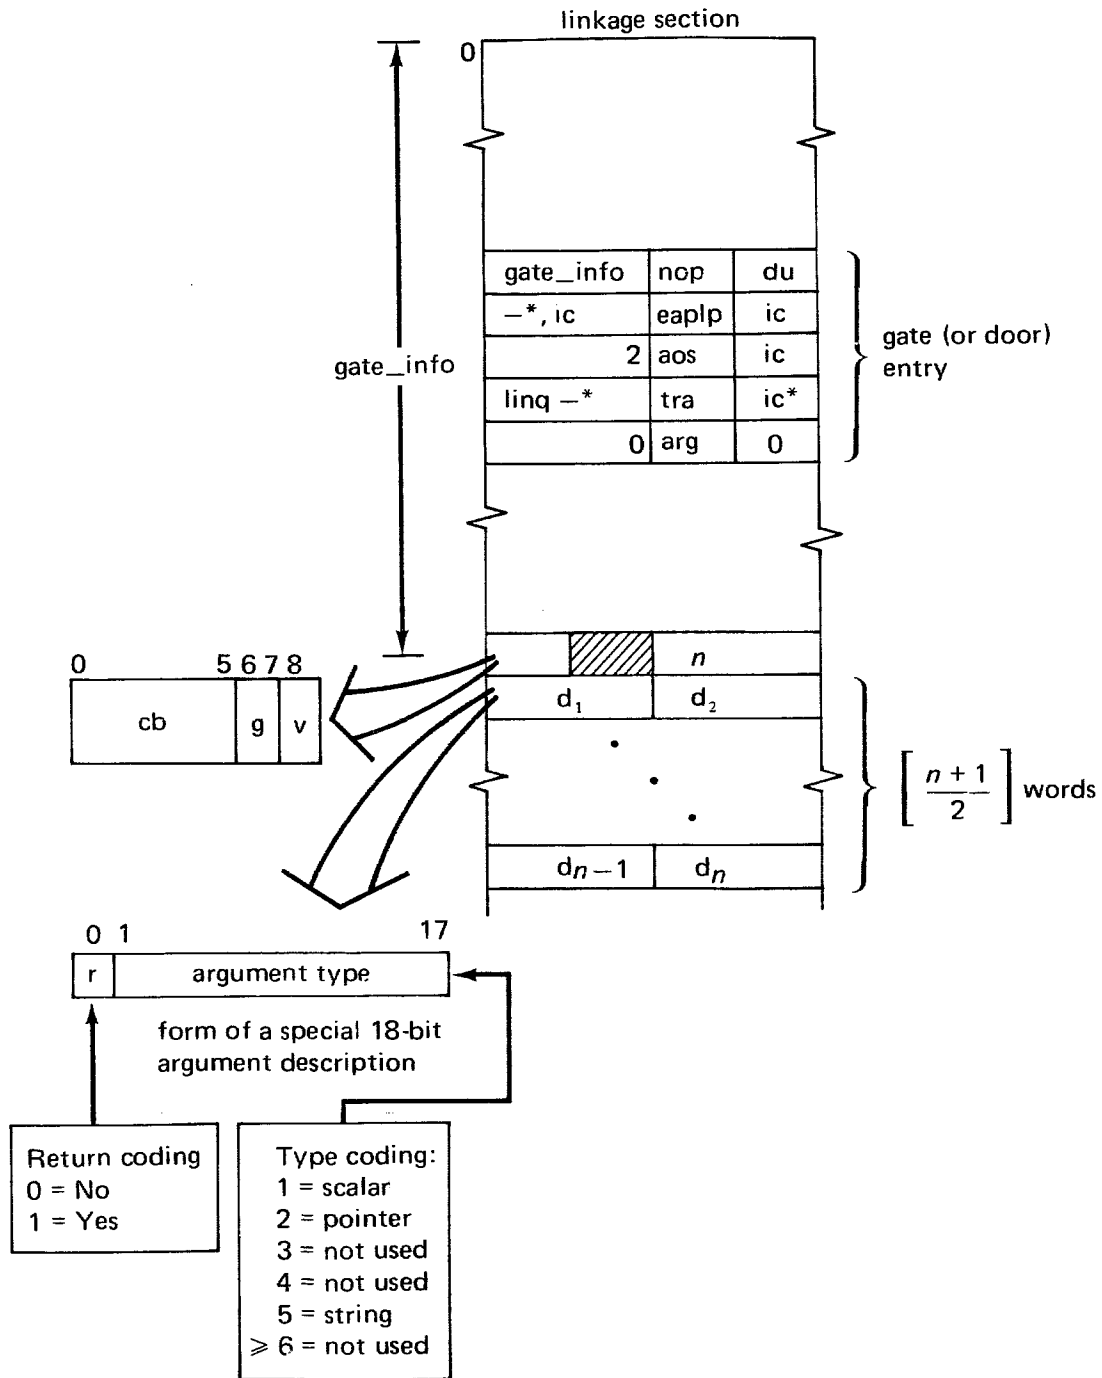 linkage section
0
gate_info nop du
–*, ic eaplp ic
2 aos ic
linq –* tra ic*
0 arg 0
gate (or door)
entry
gate_info
n
d₁ d₂
0 5 6 7 8
cb g v
[ n + 1 / 2 ] words
dn–1 dn
0 1 17
r argument type
form of a special 18-bit
argument description
Return coding
0 = No
1 = Yes
Type coding:
1 = scalar
2 = pointer
3 = not used
4 = not used
5 = string
⩾ 6 = not used